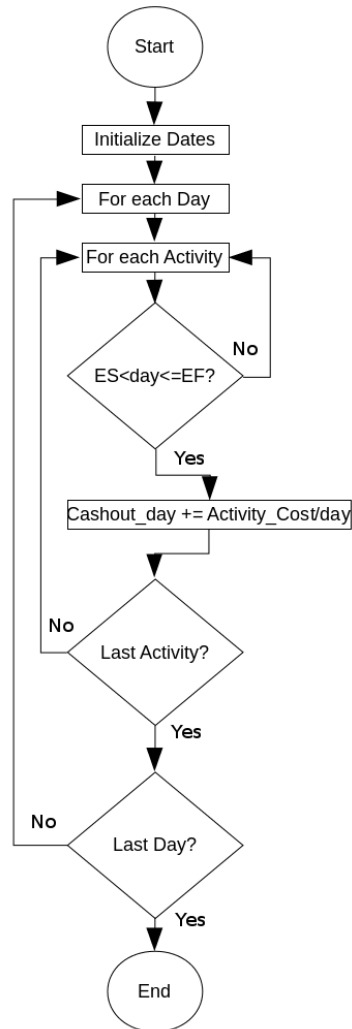 Start
Initialize Dates
For each Day
For each Activity
No
ES<day<=EF?
Yes
Cashout_day += Activity_Cost/day
No
Last Activity?
Yes
No
Last Day?
Yes
End